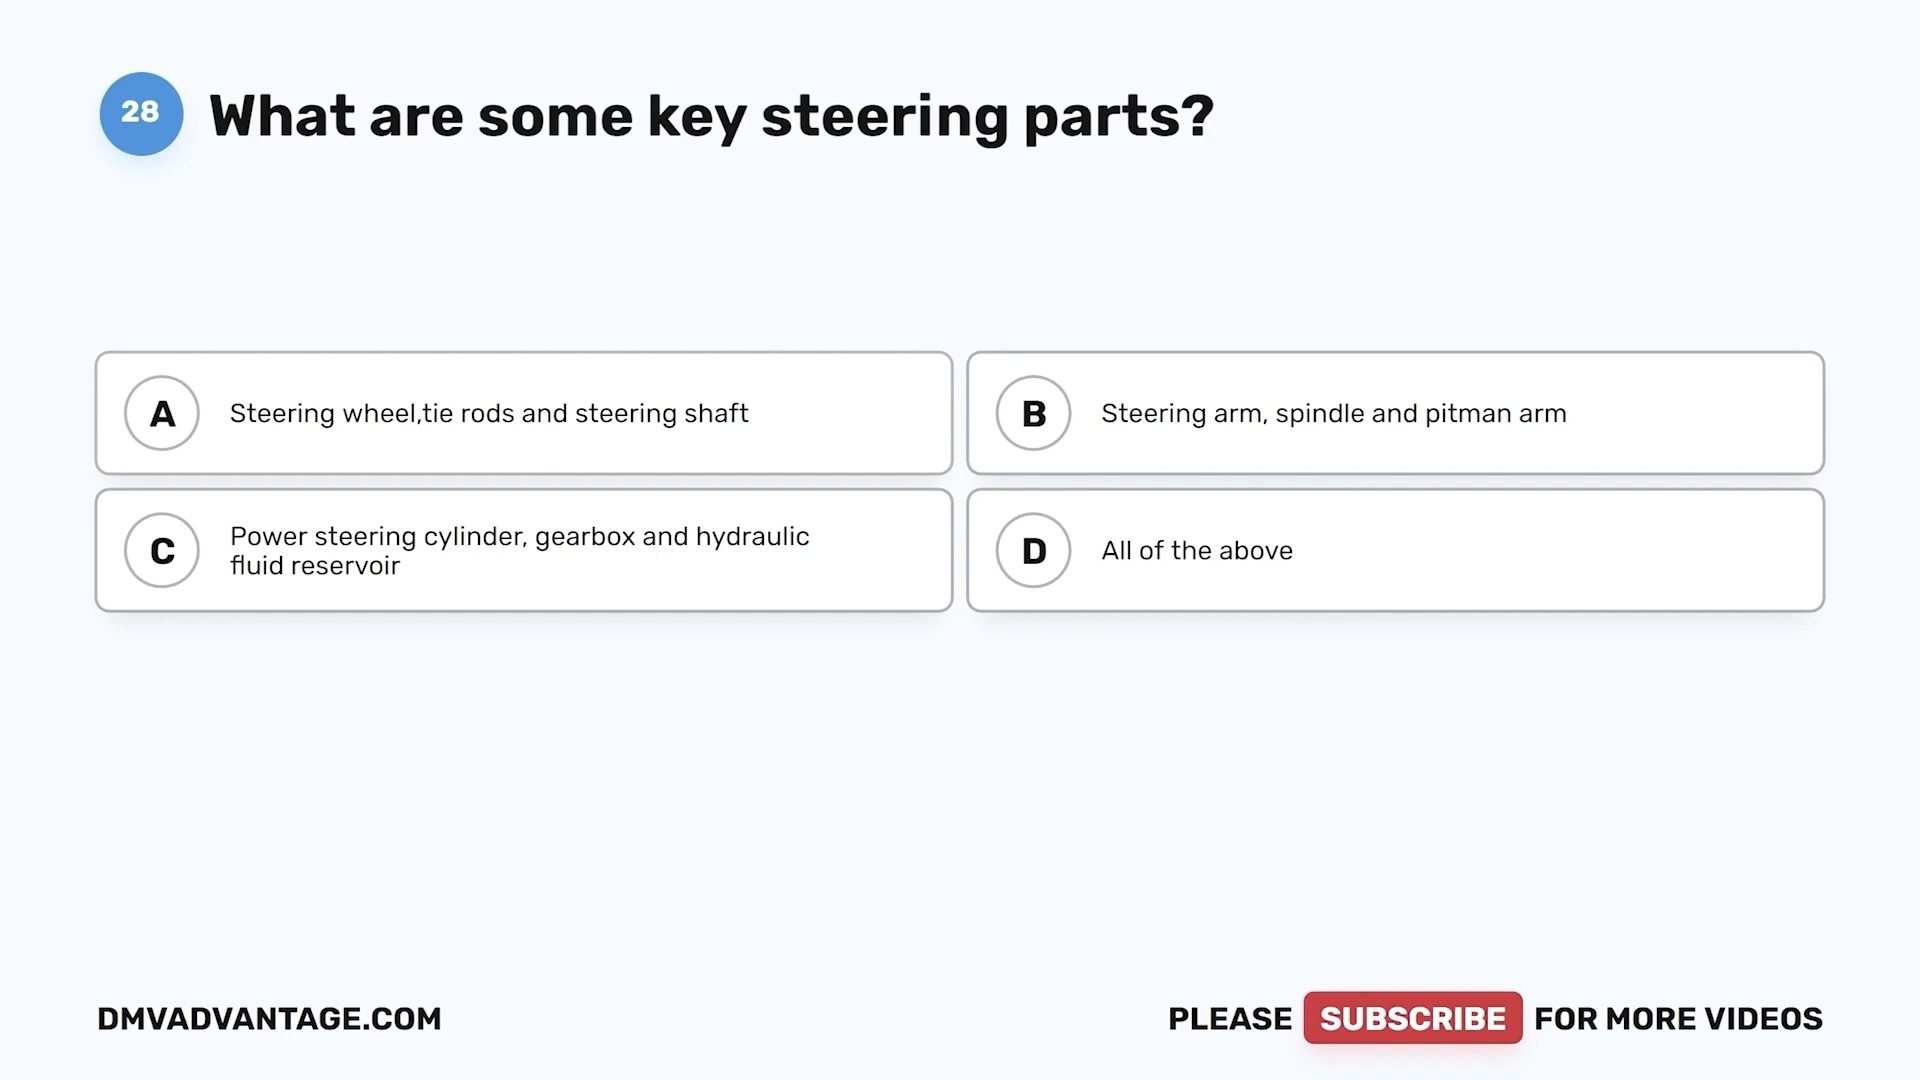 28
What are some key steering parts?
A
Steering wheel,tie rods and steering shaft
B
Steering arm, spindle and pitman arm
C
Power steering cylinder, gearbox and hydraulic
fluid reservoir
D
All of the above
DMVADVANTAGE.COM
PLEASE SUBSCRIBE FOR MORE VIDEOS